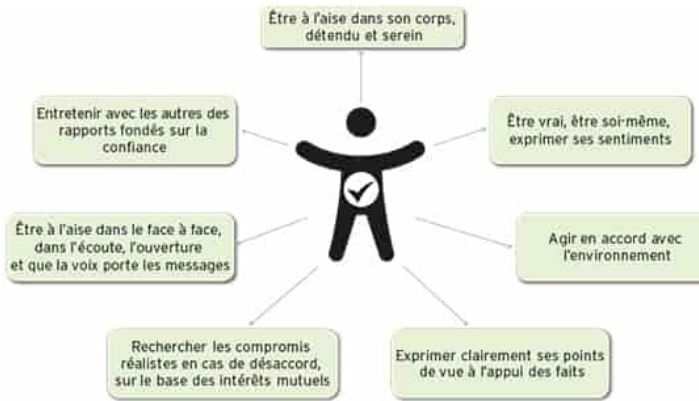 Être à l'aise dans son corps,
détendu et serein
Entretenir avec les autres des
rapports fondés sur la
confiance
Être vrai, être soi-même,
exprimer ses sentiments
Être à l'aise dans le face à face,
dans l'écoute, l'ouverture
et que la voix porte les messages
Agir en accord avec
l'environnement
Rechercher les compromis
réalistes en cas de désaccord,
sur le base des intérêts mutuels
Exprimer clairement ses points
de vue à l'appui des faits